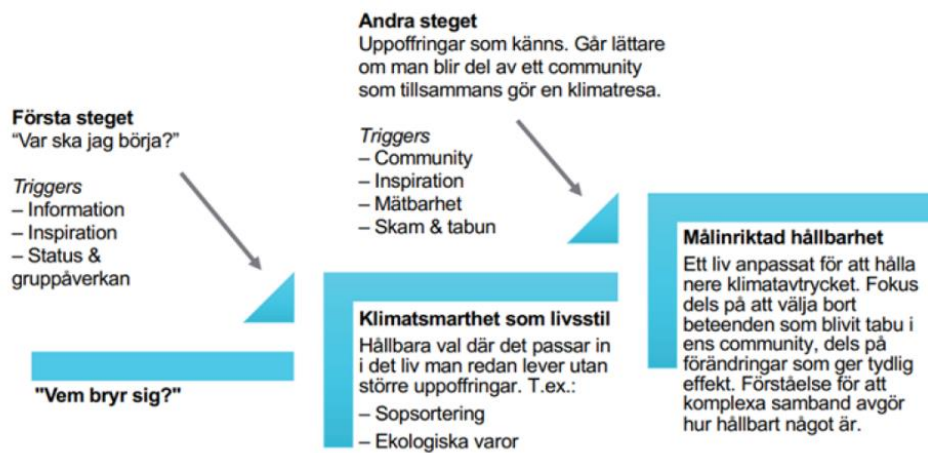 Första steget
“Var ska jag börja?”
Triggers
– Information
– Inspiration
– Status &
gruppåverkan
"Vem bryr sig?"
Andra steget
Uppoffringar som känns. Går lättare
om man blir del av ett community
som tillsammans gör en klimatresa.
Triggers
– Community
– Inspiration
– Mätbarhet
– Skam & tabun
Klimatsmarthet som livsstil
Hållbara val där det passar in
i det liv man redan lever utan
större uppoffringar. T.ex.:
– Sopsortering
– Ekologiska varor
Målinriktad hållbarhet
Ett liv anpassat för att hålla
nere klimatavtrycket. Fokus
dels på att välja bort
beteenden som blivit tabu i
ens community, dels på
förändringar som ger tydlig
effekt. Förståelse för att
komplexa samband avgör
hur hållbart något är.